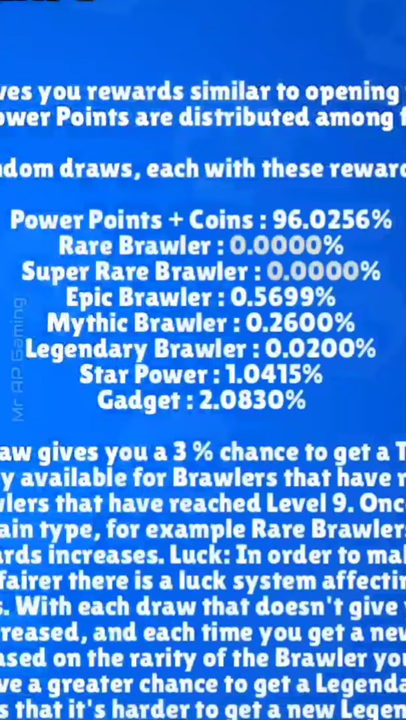 ves you rewards similar to opening
ower Points are distributed among f
ndom draws, each with these reward
Power Points + Coins : 96.0256%
Rare Brawler : 0.0000%
Super Rare Brawler : 0.0000%
Epic Brawler : 0.5699%
Mythic Brawler : 0.2600%
Legendary Brawler : 0.0200%
Star Power : 1.0415%
Gadget : 2.0830%
Mr AP Gaming
aw gives you a 3 % chance to get a T
y available for Brawlers that have r
wlers that have reached Level 9. Onc
ain type, for example Rare Brawler
ards increases. Luck: In order to mak
fairer there is a luck system affectin
s. With each draw that doesn't give
reased, and each time you get a new
ased on the rarity of the Brawler you
ve a greater chance to get a Legenda
s that it's harder to get a new Legen